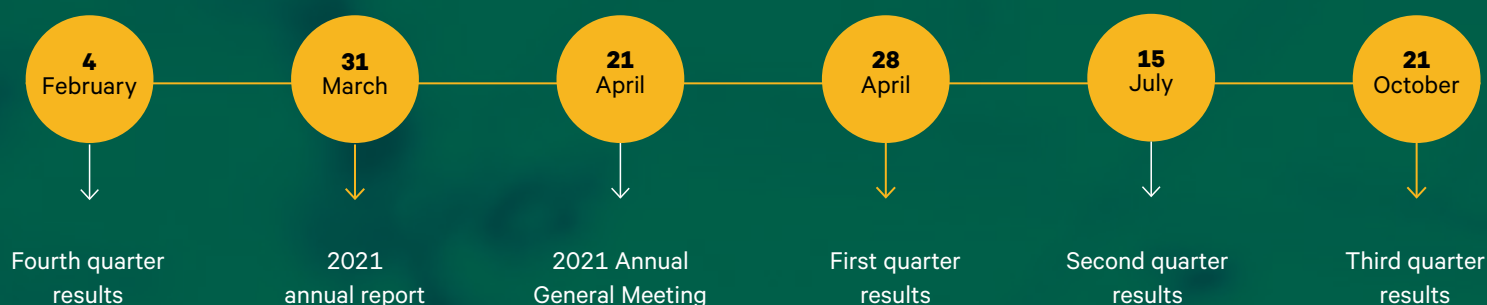 4
February
31
March
21
April
28
April
15
July
21
October
Fourth quarter
results
2021
annual report
2021 Annual
General Meeting
First quarter
results
Second quarter
results
Third quarter
results